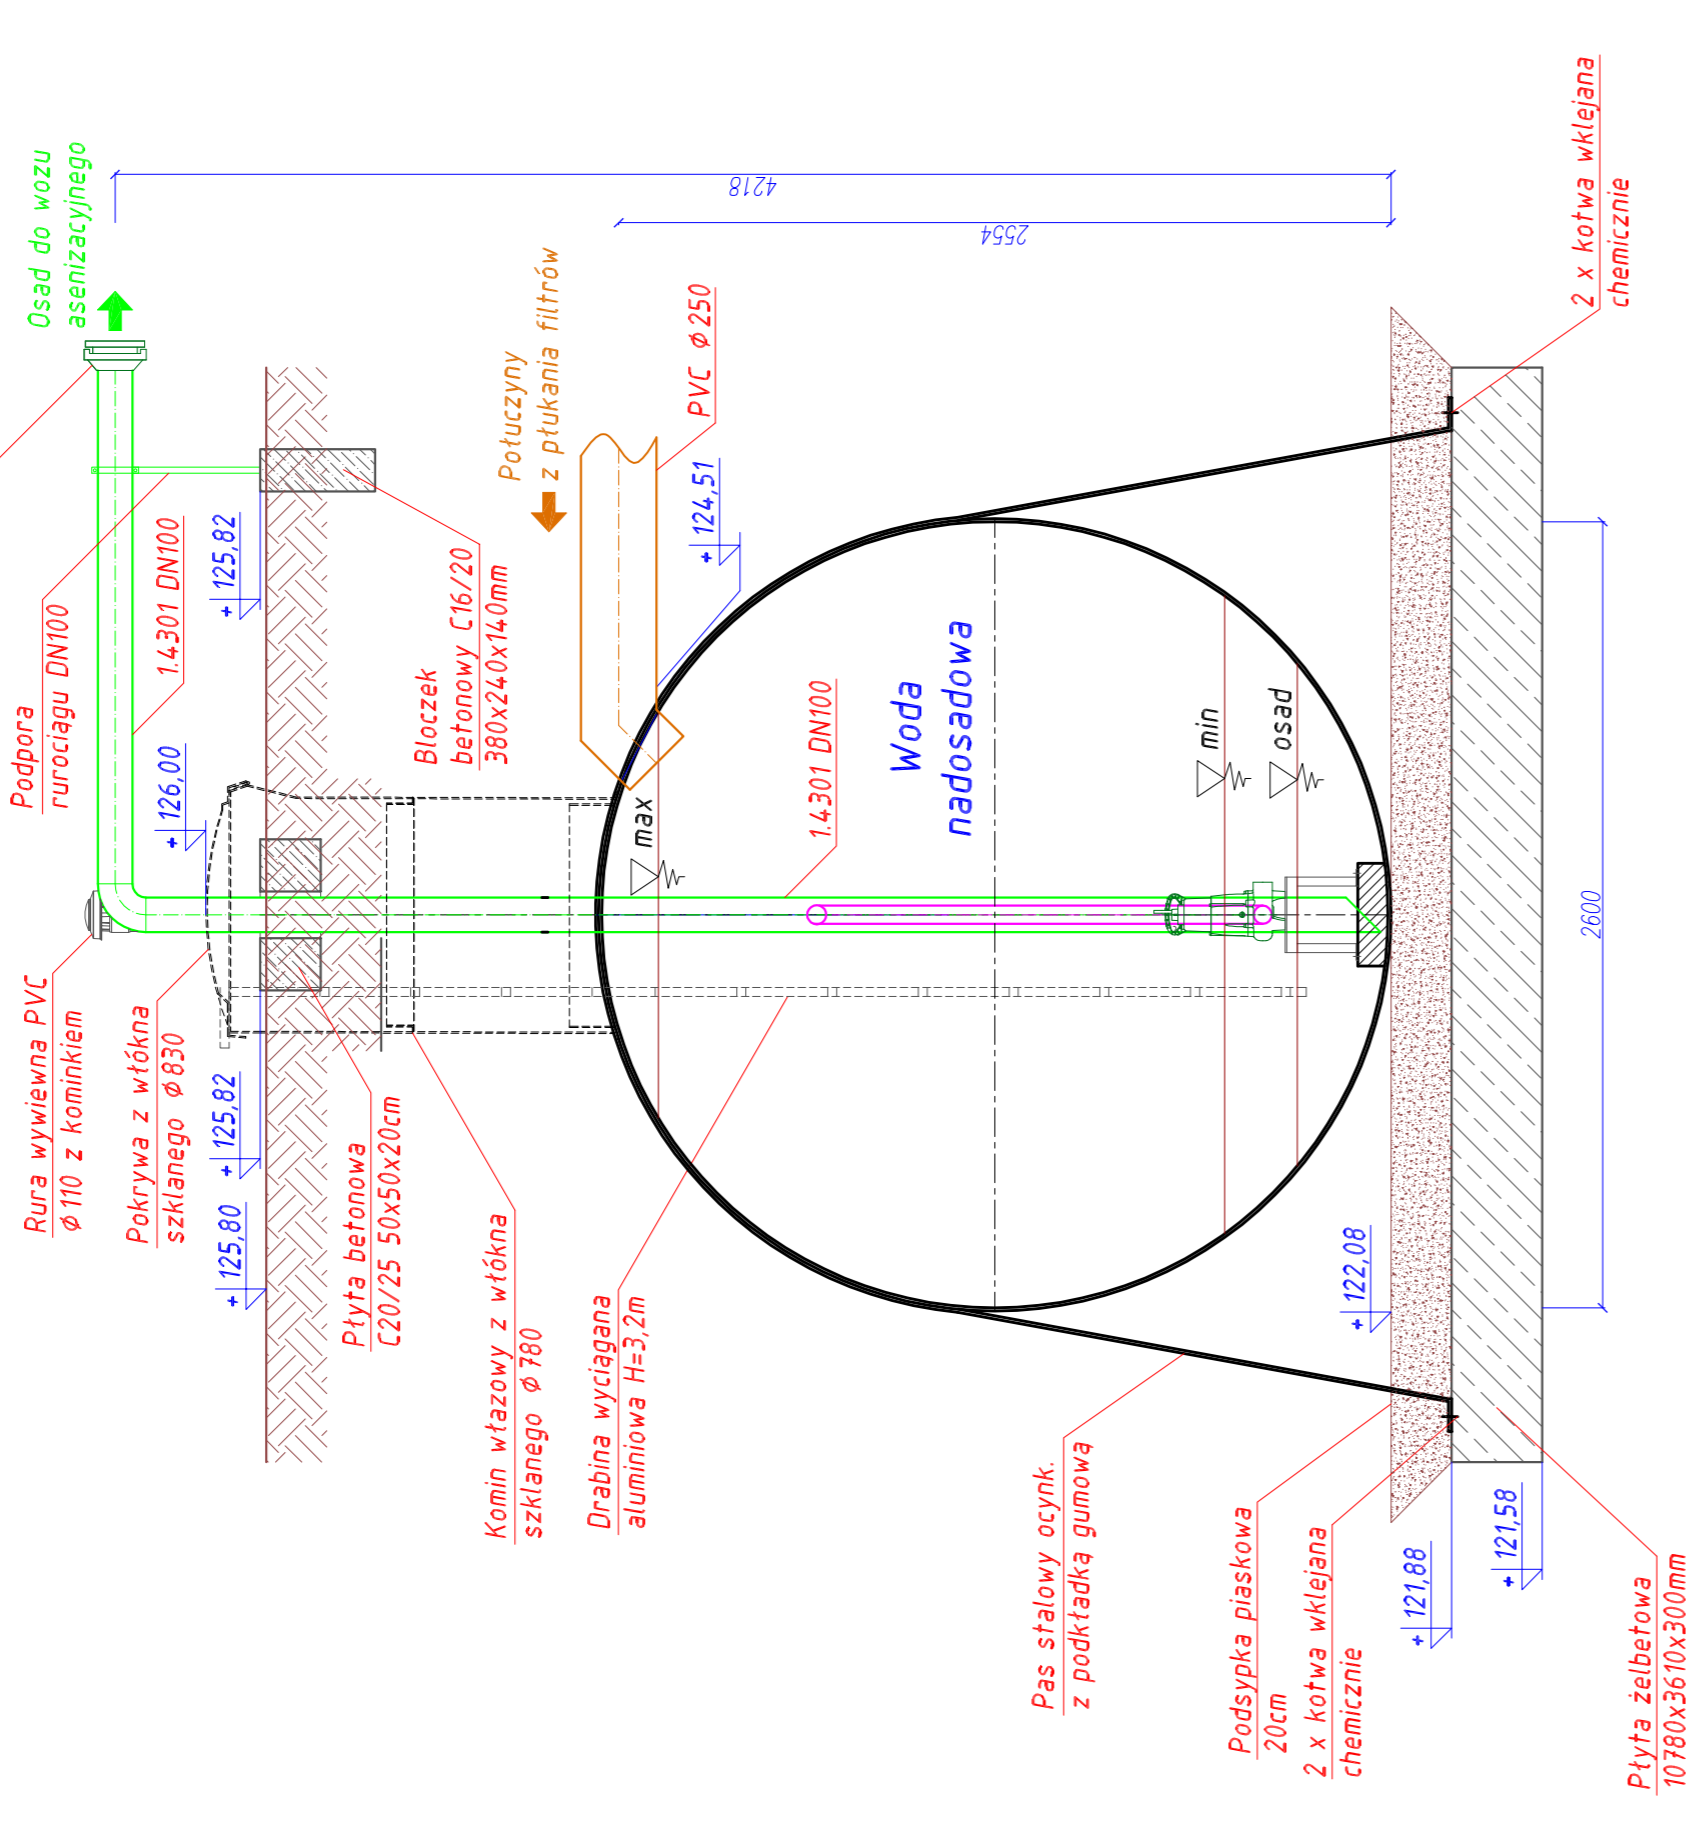 Osad do wozu
asenizacyjnego
Podpora
rurociągu DN100
1.4301 DN100
+ 125,82
+ 126,00
Rura wywiewna PVC
ϕ110 z kominkiem
Pokrywa z włókna
szklanego ϕ830
+ 125,82
+ 125,80
Płyta betonowa
C20/25 50x50x20cm
Bloczek
betonowy C16/20
380x240x140mm
Połuczyny
z płukania filtrów
PVC ϕ250
+ 124,51
4218
2554
Komin włazowy z włókna
szklanego ϕ780
Drabina wyciągana
aluminiowa H=3,2m
max
1.4301 DN100
Woda
nadosadowa
min
osad
2 x kotwa wklejana
chemicznie
2600
Pas stalowy ocynk.
z podkładką gumową
Podsypka piaskowa
20cm
2 x kotwa wklejana
chemicznie
+ 122,08
+ 121,88
+ 121,58
Płyta żelbetowa
10780x3610x300mm